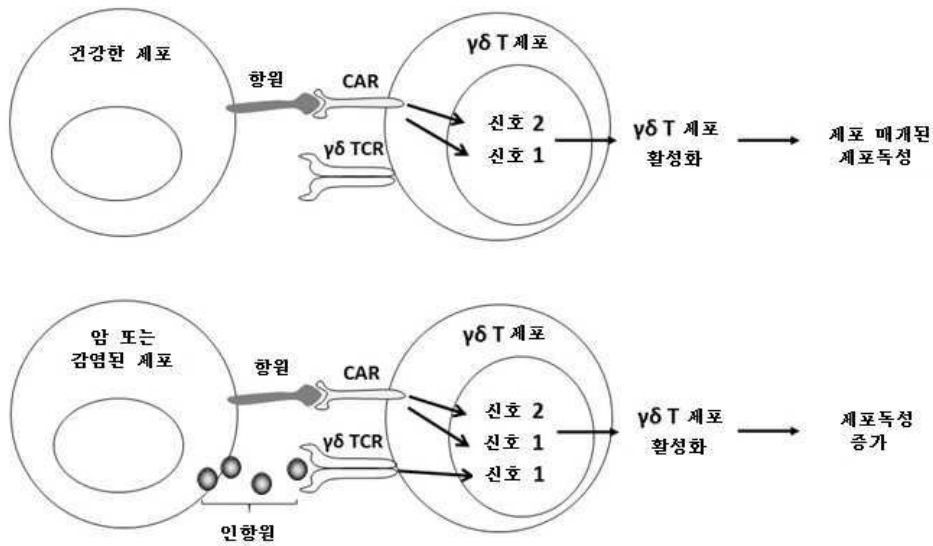 건강한 세포
항원
CAR
γδ TCR
γδ T 세포
신호 2
신호 1
γδ T 세포
활성화
세포 매개된
세포독성
암 또는
감염된 세포
항원
CAR
γδ TCR
인항원
γδ T 세포
신호 2
신호 1
신호 1
γδ T 세포
활성화
세포독성
증가